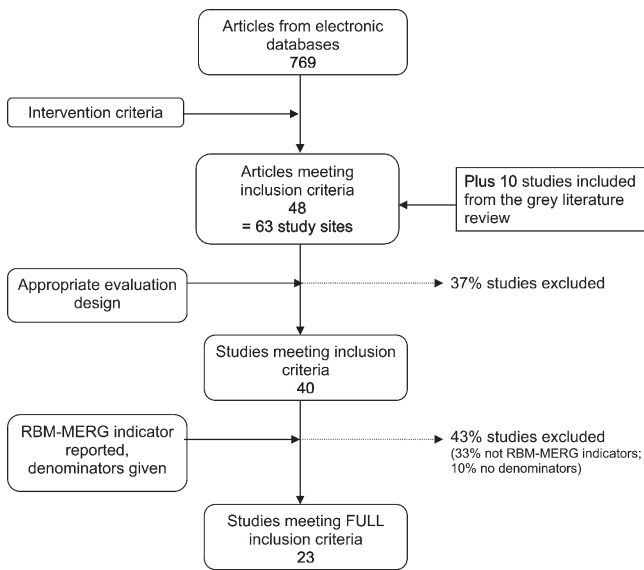 Articles from electronic
databases
769
Intervention criteria
Articles meeting
inclusion criteria
48
= 63 study sites
Plus 10 studies included
from the grey literature
review
Appropriate evaluation
design
37% studies excluded
Studies meeting inclusion
criteria
40
RBM-MERG indicator
reported,
denominators given
43% studies excluded
(33% not RBM-MERG indicators;
10% no denominators)
Studies meeting FULL
inclusion criteria
23